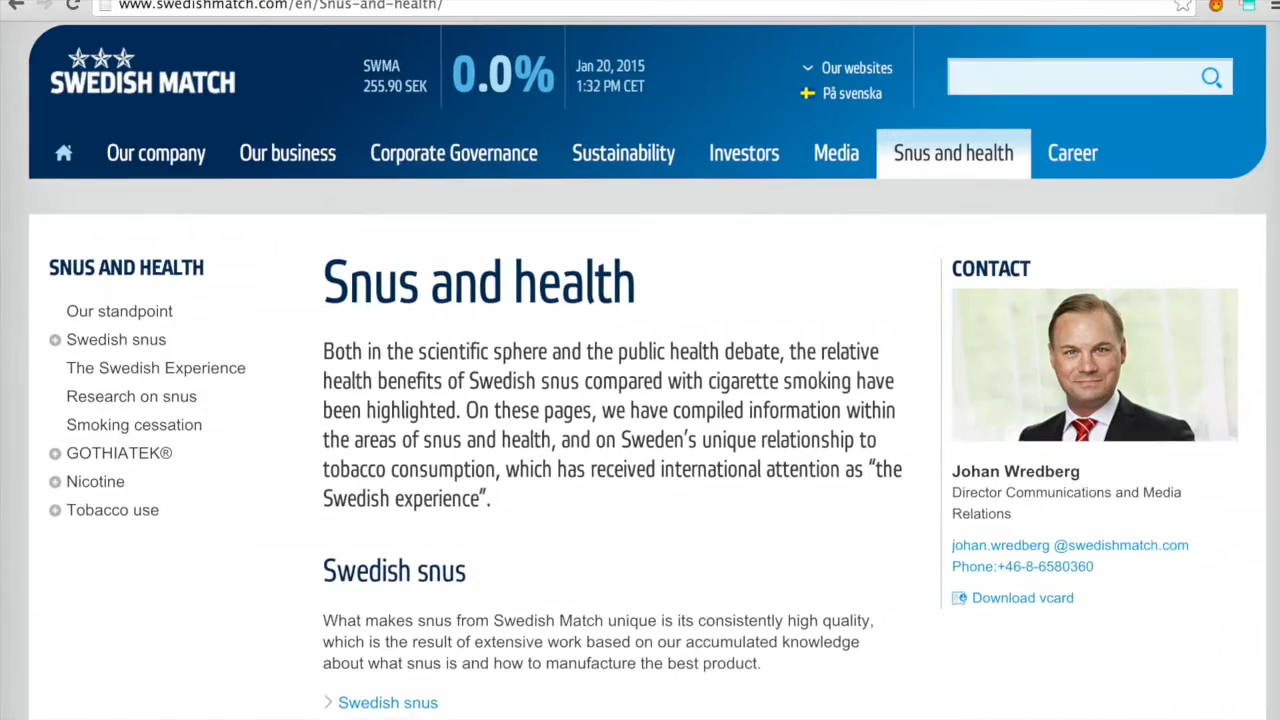 www.swedishmatch.com/en/Snus-and-health/
SWEDISH MATCH
SWMA
255.90 SEK
0.0%
Jan 20, 2015
1:32 PM CET
Our websites
På svenska
Our company
Our business
Corporate Governance
Sustainability
Investors
Media
Snus and health
Career
SNUS AND HEALTH
Our standpoint
Swedish snus
The Swedish Experience
Research on snus
Smoking cessation
GOTHIATEK®
Nicotine
Tobacco use
Snus and health
Both in the scientific sphere and the public health debate, the relative
health benefits of Swedish snus compared with cigarette smoking have
been highlighted. On these pages, we have compiled information within
the areas of snus and health, and on Sweden's unique relationship to
tobacco consumption, which has received international attention as “the
Swedish experience”.
Swedish snus
What makes snus from Swedish Match unique is its consistently high quality,
which is the result of extensive work based on our accumulated knowledge
about what snus is and how to manufacture the best product.
Swedish snus
CONTACT
Johan Wredberg
Director Communications and Media
Relations
johan.wredberg @swedishmatch.com
Phone:+46-8-6580360
Download vcard